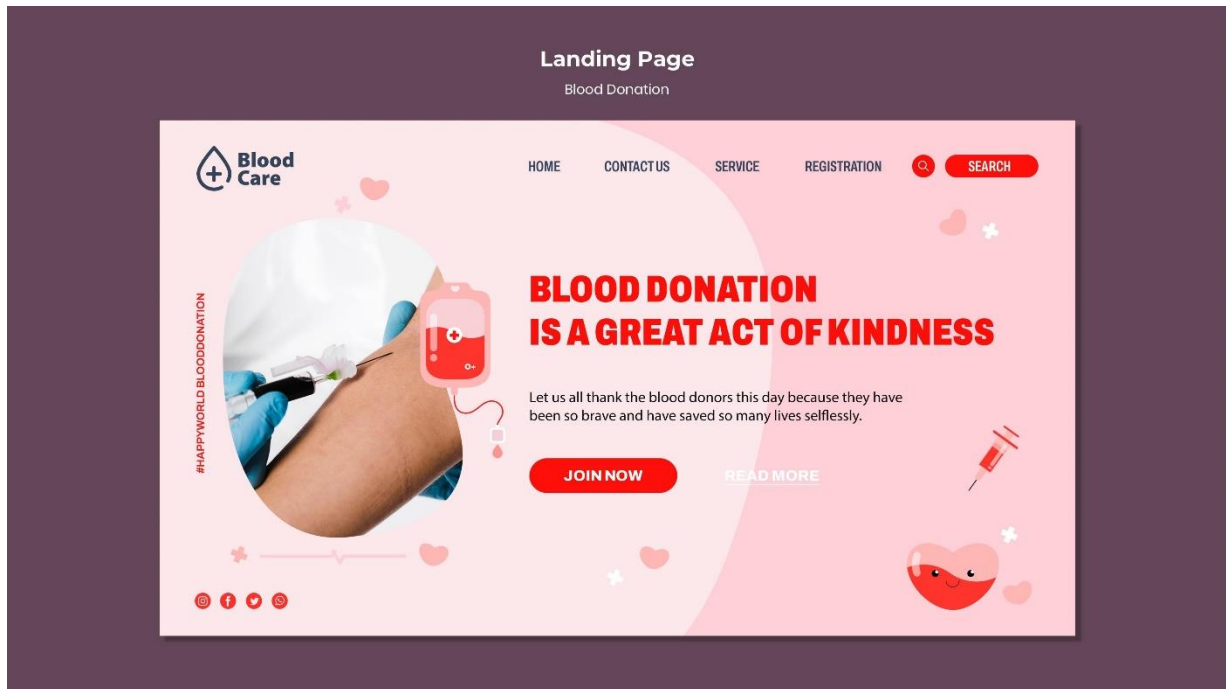 Landing Page
Blood Donation
Blood
Care
HOME CONTACT US SERVICE REGISTRATION SEARCH
#HAPPYWORLD BLOODDONATION
BLOOD DONATION
IS A GREAT ACT OF KINDNESS
O+
Let us all thank the blood donors this day because they have
been so brave and have saved so many lives selflessly.
JOIN NOW READ MORE